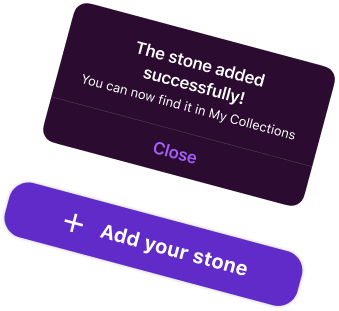 The stone added
successfully!
You can now find it in My Collections
Close
+ Add your stone